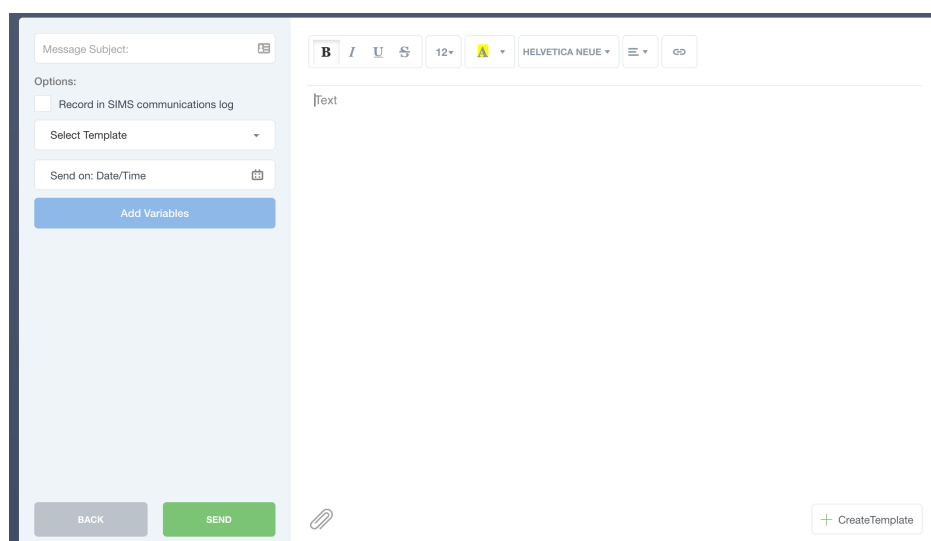 Message Subject:
Options:
Record in SIMS communications log
Select Template
Send on: Date/Time
Add Variables
BACK
SEND
B I U S 12 A HELVETICA NEUE
Text
CreateTemplate